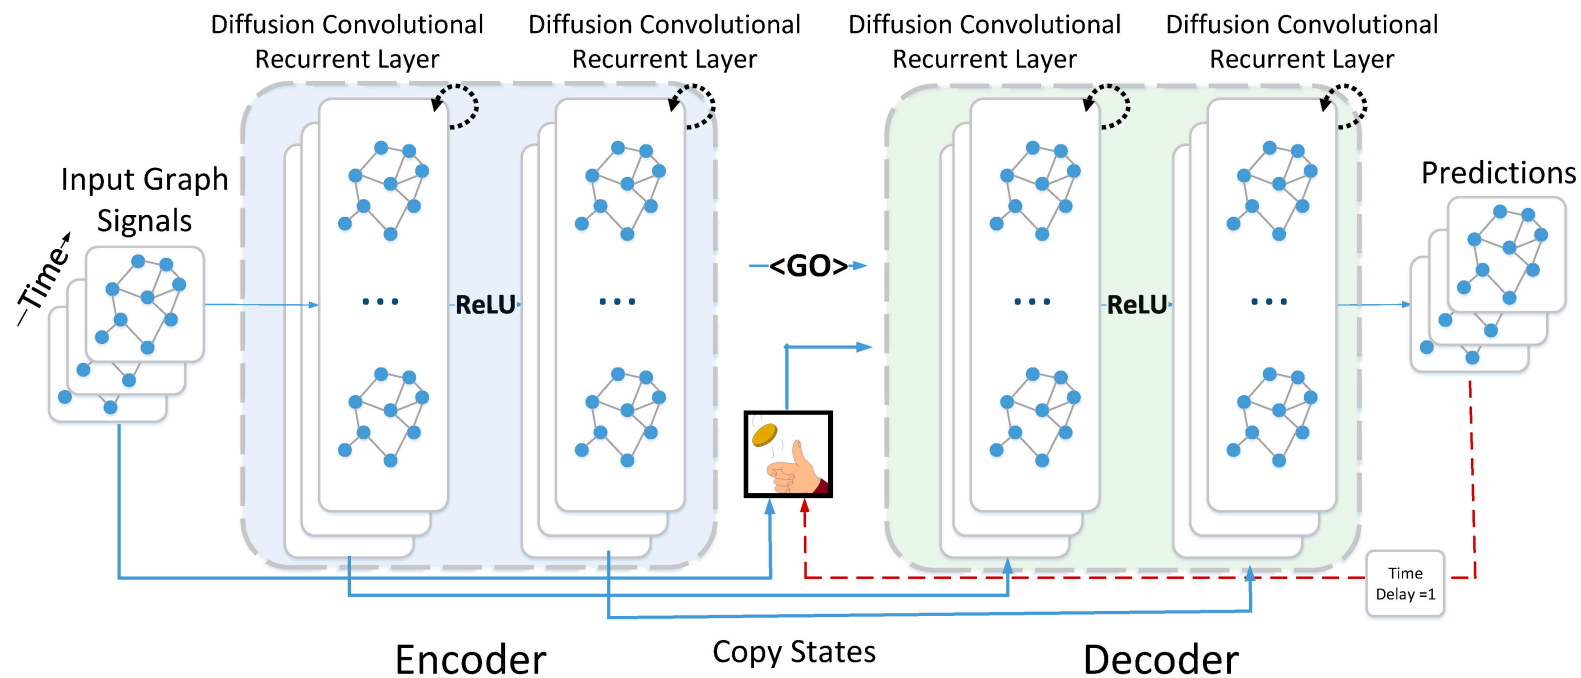 Diffusion Convolutional
Recurrent Layer
Diffusion Convolutional
Recurrent Layer
Diffusion Convolutional
Recurrent Layer
Diffusion Convolutional
Recurrent Layer
Input Graph
Signals
Time
Predictions
<GO>
...
ReLU
...
...
ReLU
...
Time
Delay =1
Encoder
Copy States
Decoder